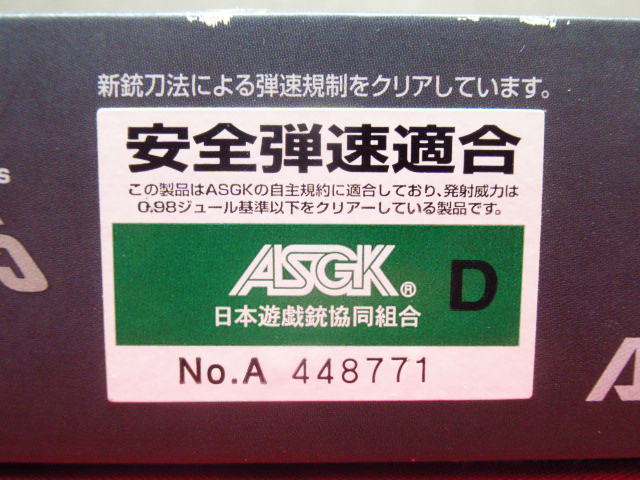 新銃刀法による弾速規制をクリアしています。
安全弾速適合
この製品はASGKの自主規約に適合しており、発射威力は
0.98ジュール基準以下をクリアーしている製品です。
ASGK® D
日本遊戯銃協同組合
No.A 448771